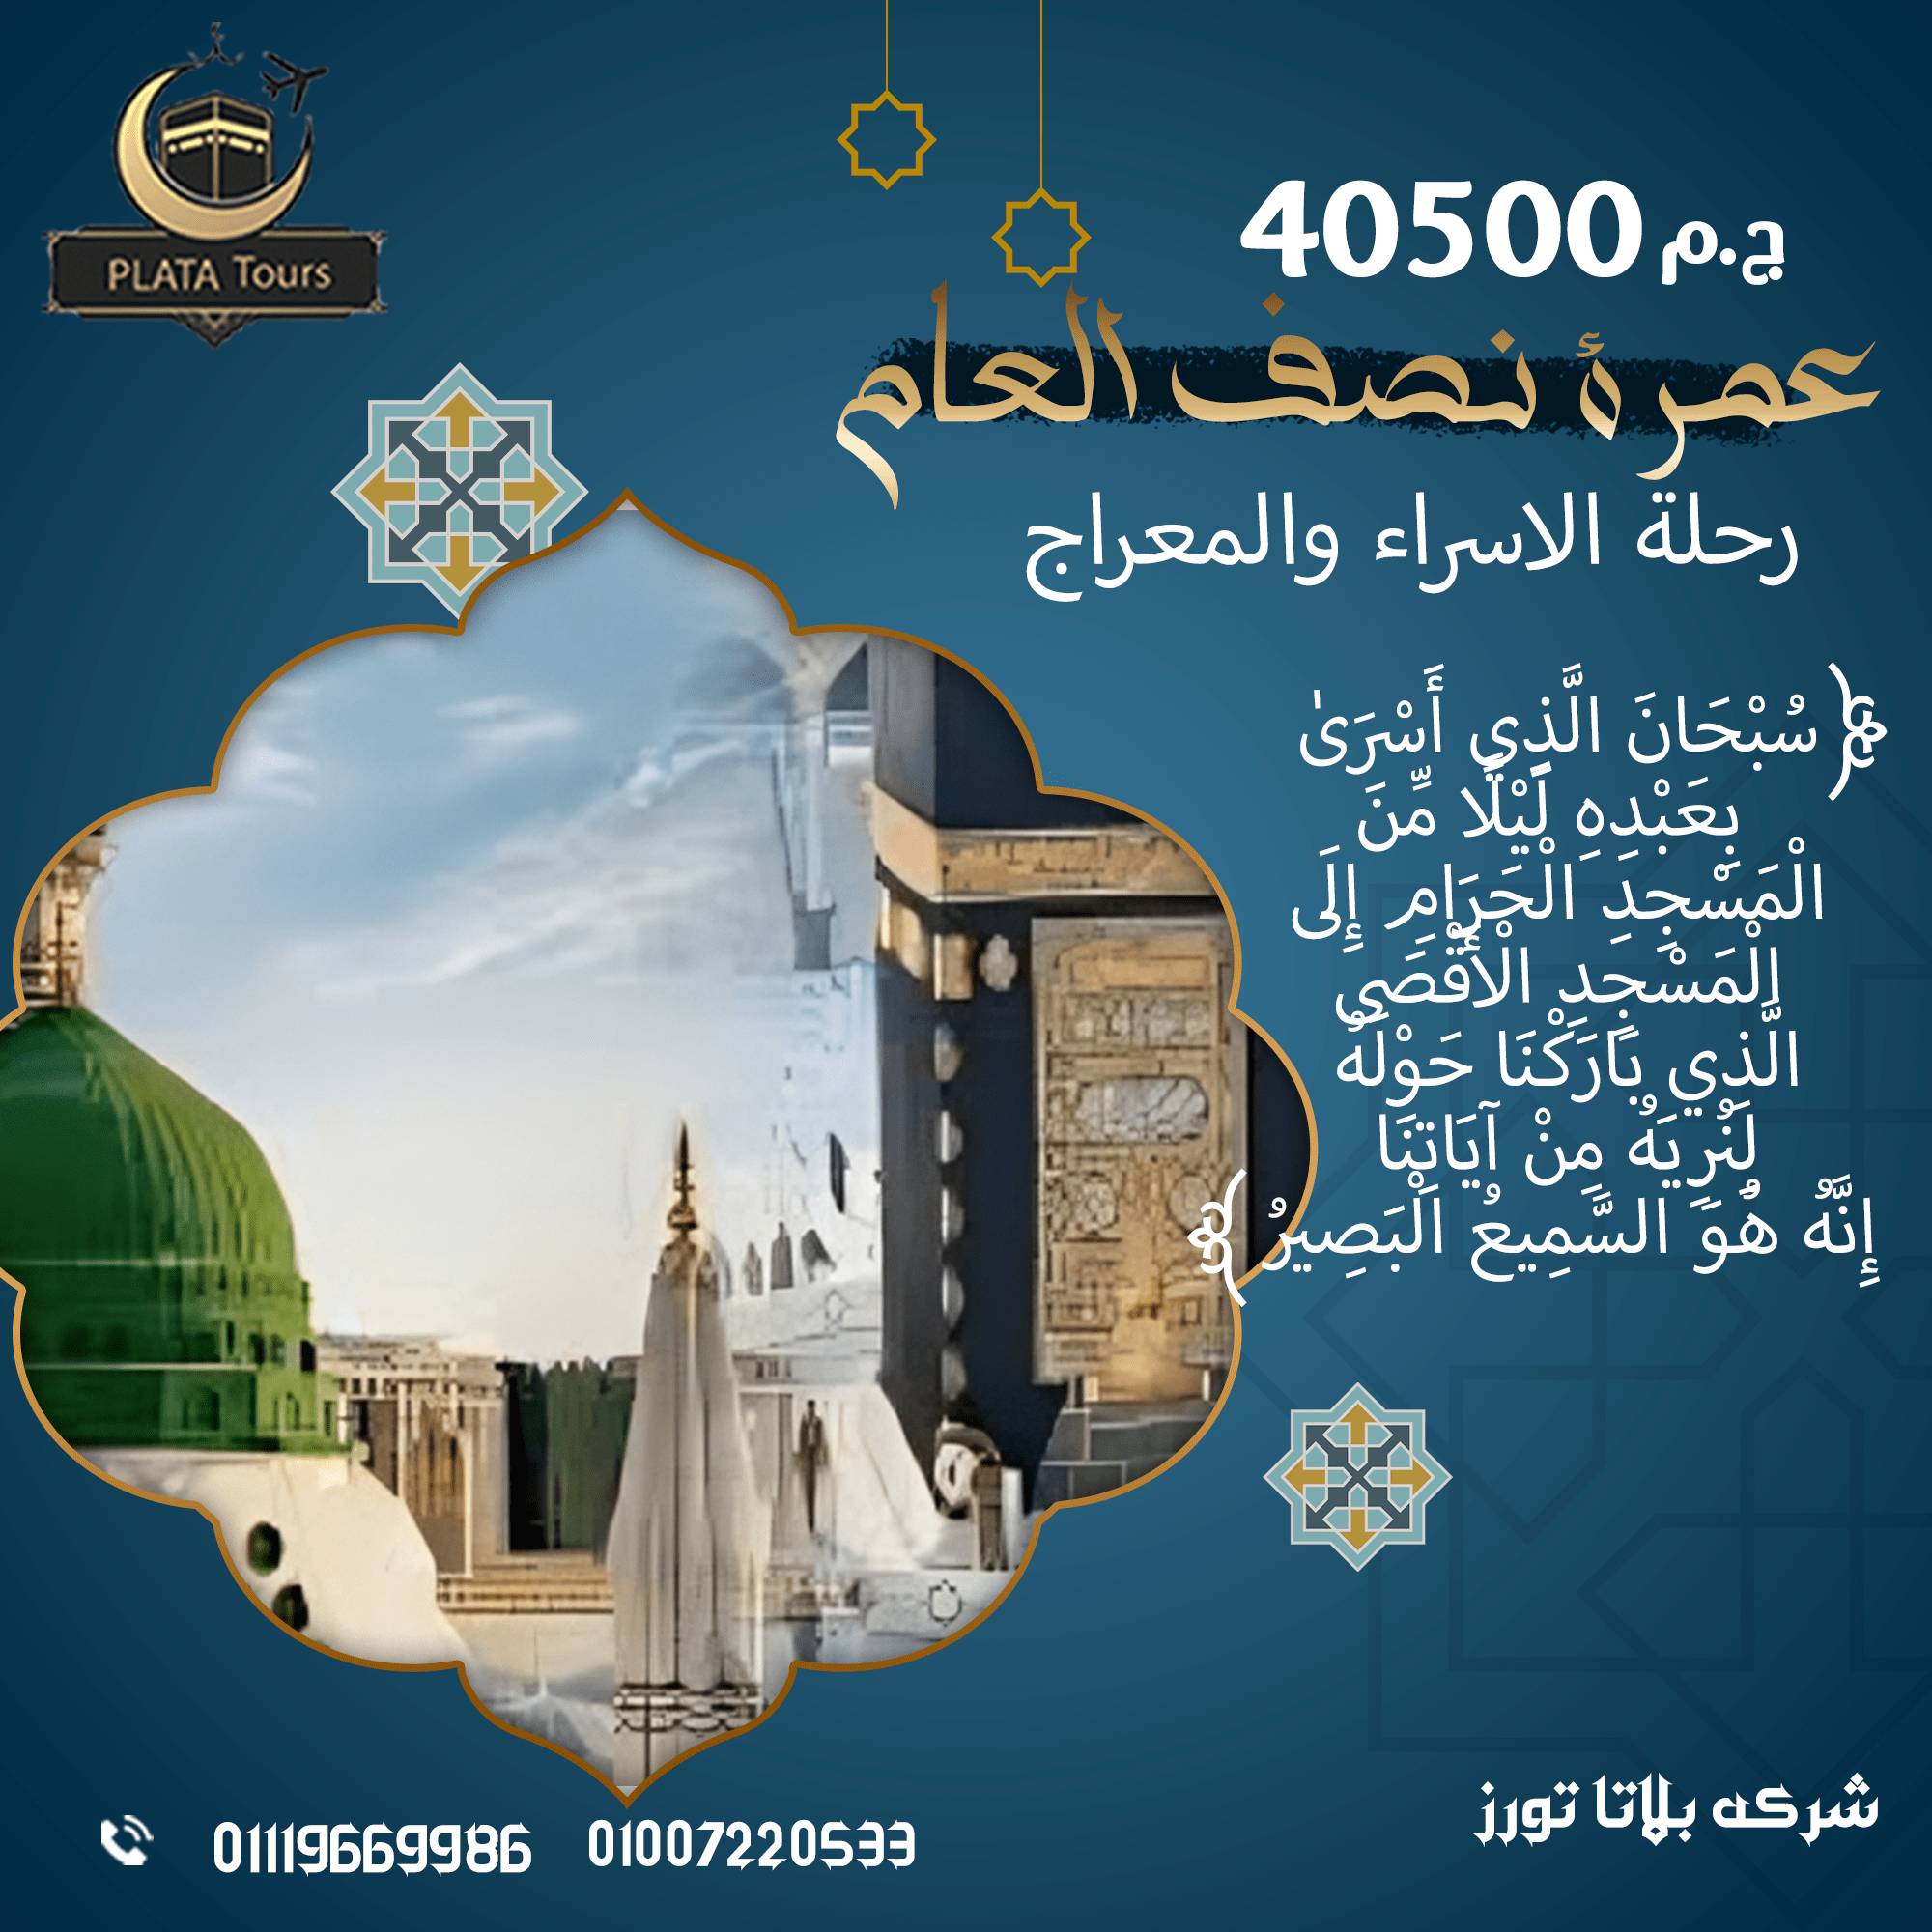 PLATA Tours
40500 ج.م
عمرة نصف العام
رحلة الاسراء والمعراج
سُبْحَانَ الَّذِي أَسْرَىٰ
بِعَبْدِهِ لَيْلًا مِّنَ
الْمَسْجِدِ الْحَرَامِ إِلَى
الْمَسْجِدِ الْأَقْصَى
الَّذِي بَارَكْنَا حَوْلَهُ
لِنُرِيَهُ مِنْ آيَاتِنَا
إِنَّهُ هُوَ السَّمِيعُ الْبَصِيرُ
شركه بلاتا تورز
01119669986 01007220533